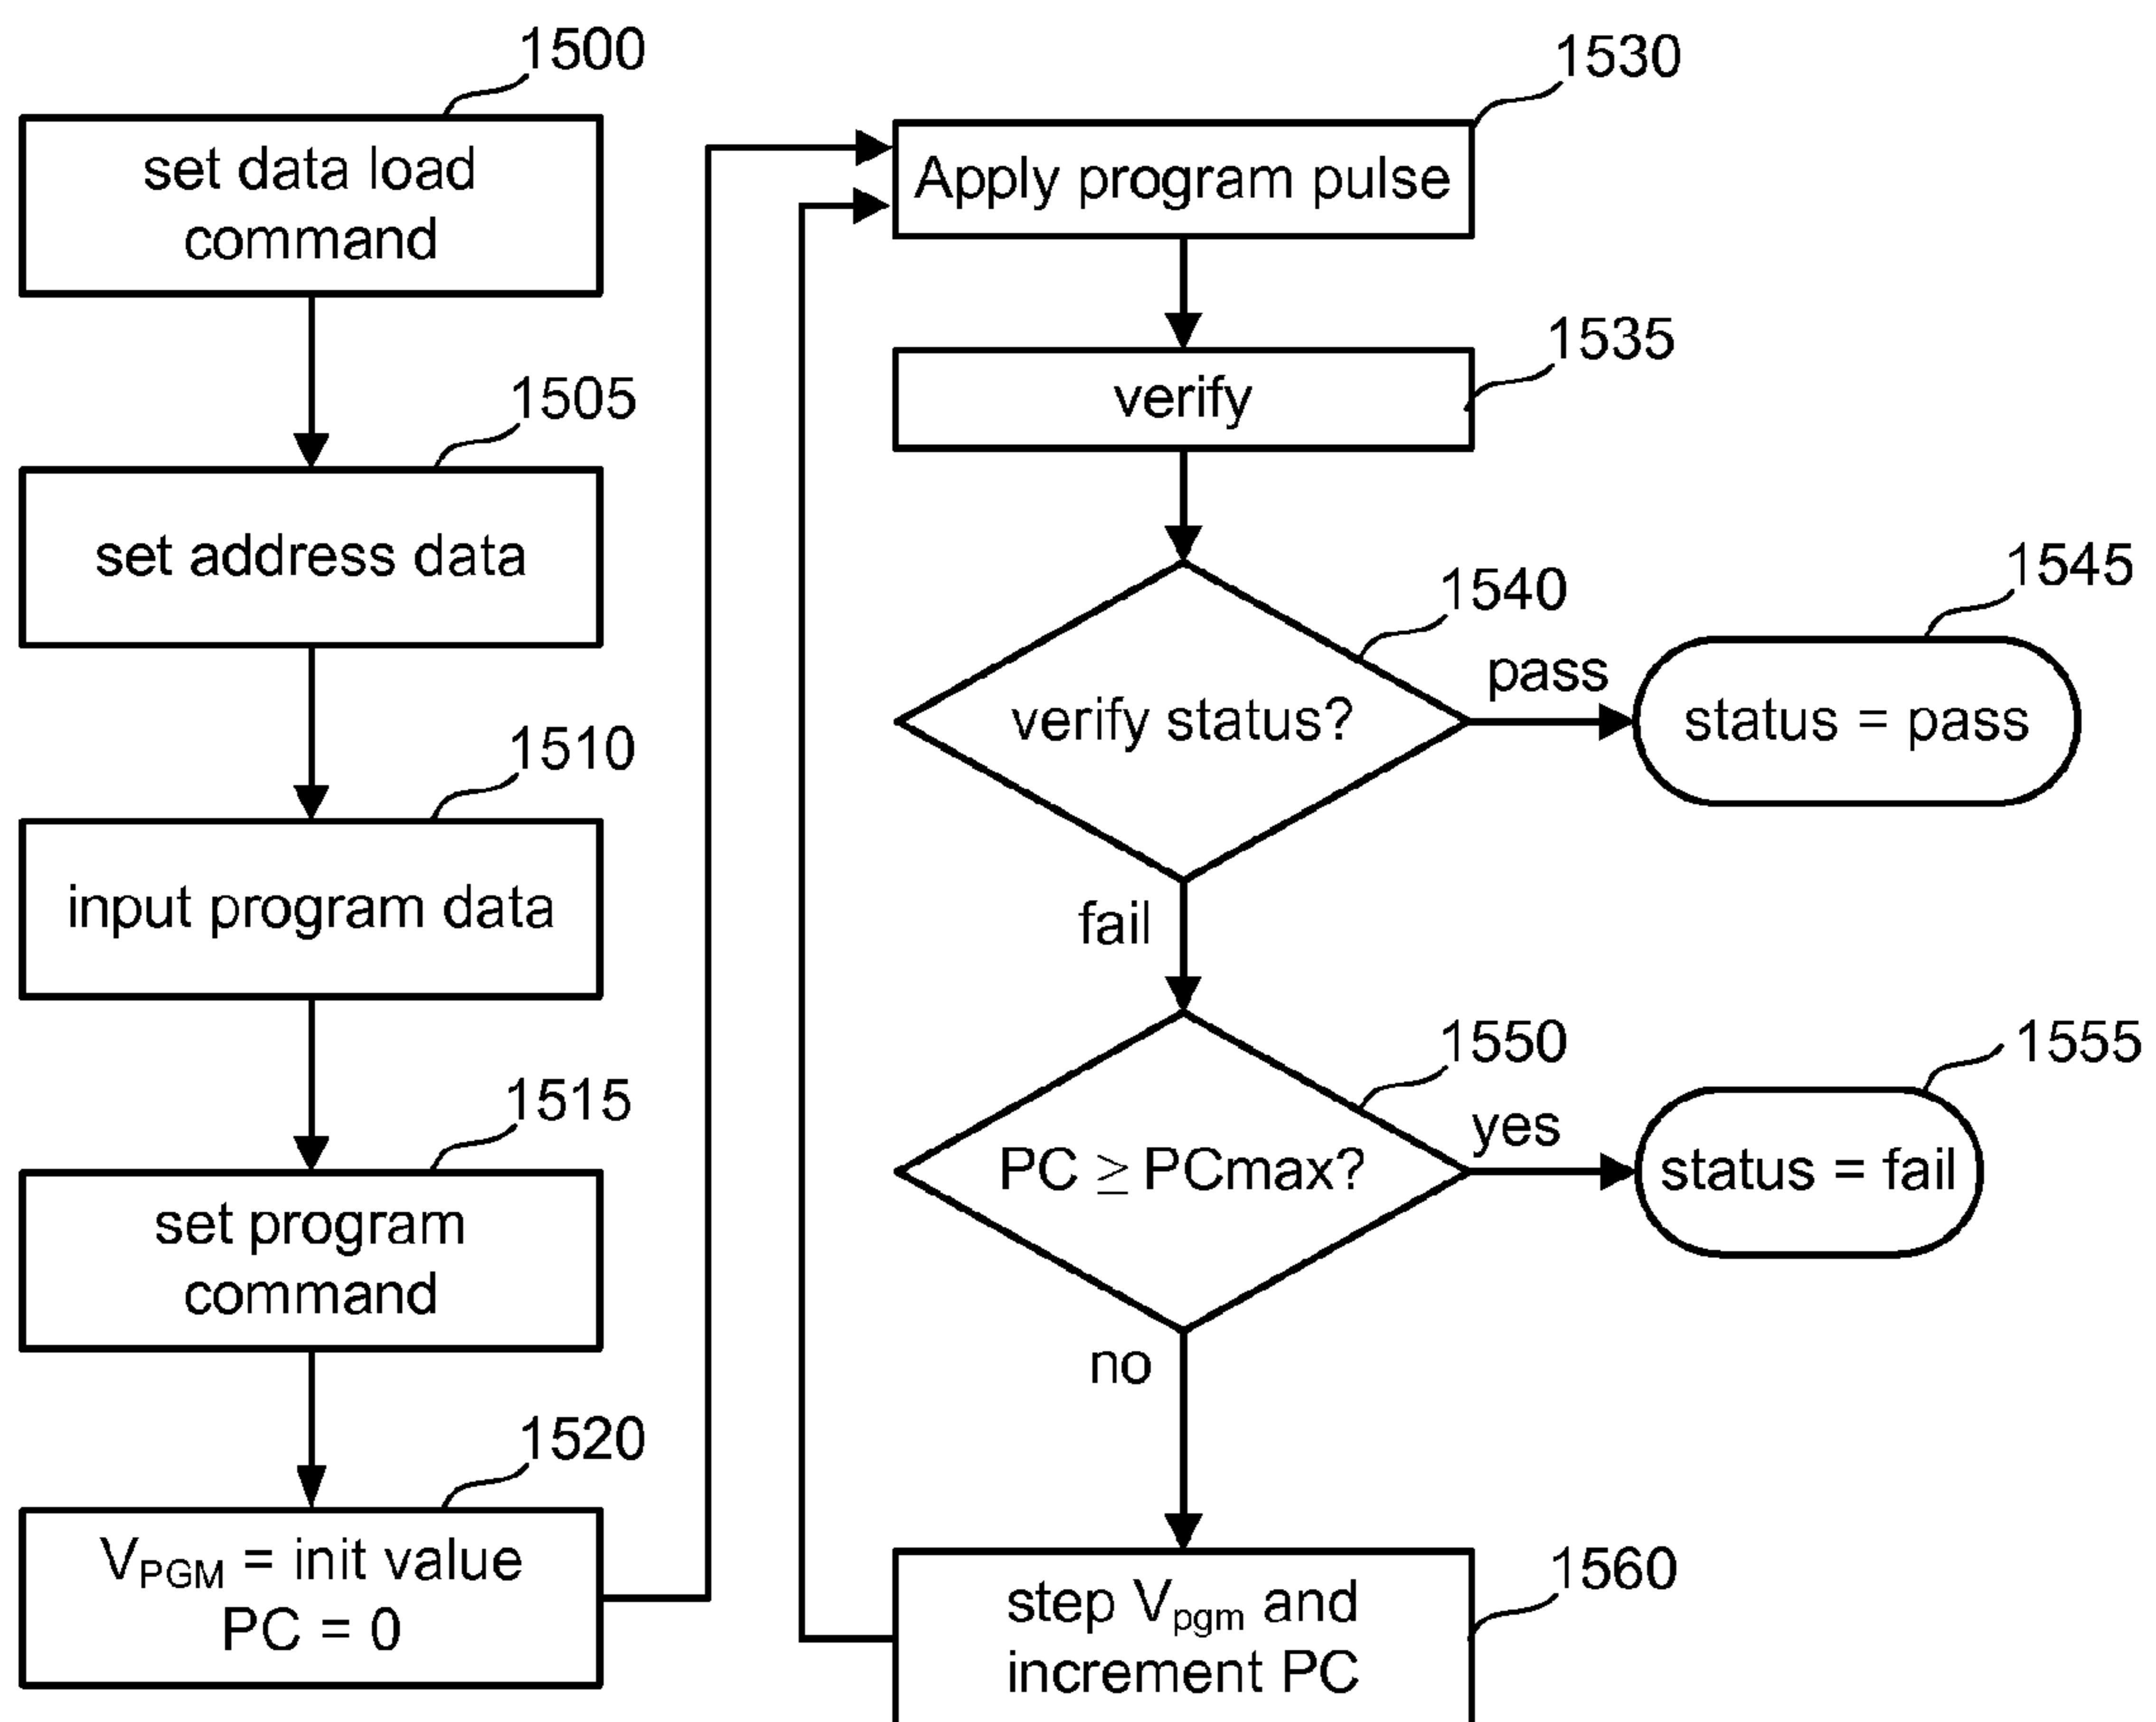 1500
set data load
command
1505
set address data
1510
input program data
1515
set program
command
1520
VPGM = init value
PC = 0
1530
Apply program pulse
1535
verify
1540
verify status?
pass
1545
status = pass
fail
1550
PC ≥ PCmax?
yes
1555
status = fail
no
1560
step Vpgm and
increment PC